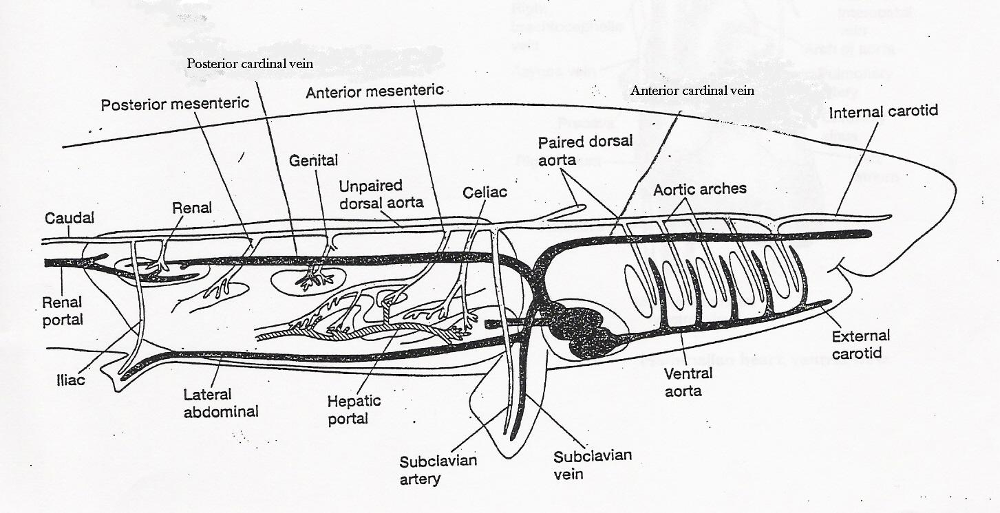 Posterior cardinal vein
Anterior mesenteric
Anterior cardinal vein
Posterior mesenteric
Internal carotid
Paired dorsal
aorta
Genital
Unpaired
dorsal aorta
Celiac
Aortic arches
Renal
Caudal
Renal
portal
External
carotid
Iliac
Lateral
abdominal
Hepatic
portal
Ventral
aorta
Subclavian
artery
Subclavian
vein